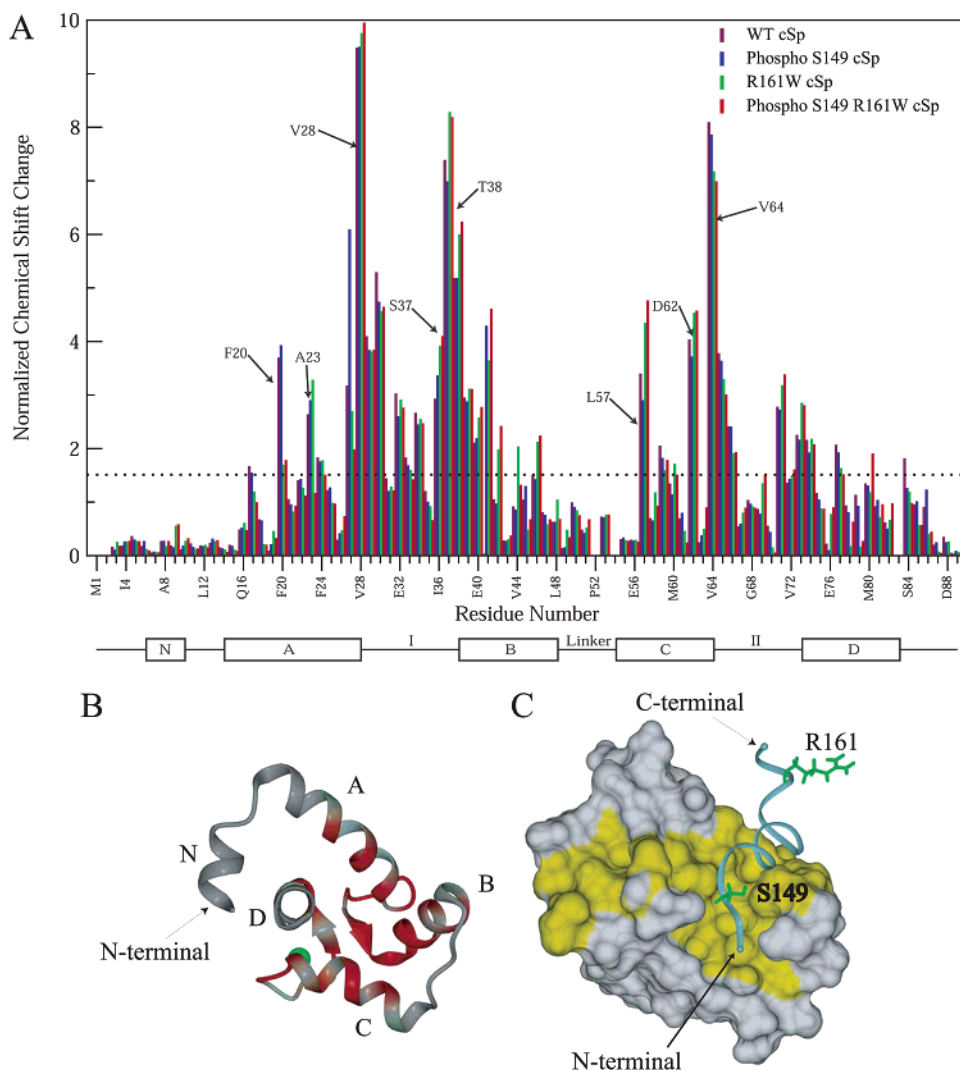 A
10
8
6
4
2
0
Normalized Chemical Shift Change
WT cSp
Phospho S149 cSp
R161W cSp
Phospho S149 R161W cSp
V28
T38
V64
S37
D62
F20
A23
L57
M1 I4 A8 L12 Q16 F20 F24 V28 E32 I36 E40 V44 L48 P52 E56 M60 V64 G68 V72 E76 M80 S84 D88
Residue Number
N A I B Linker C II D
B
A
N
B
D
N-terminal
C
C
C-terminal
R161
S149
N-terminal